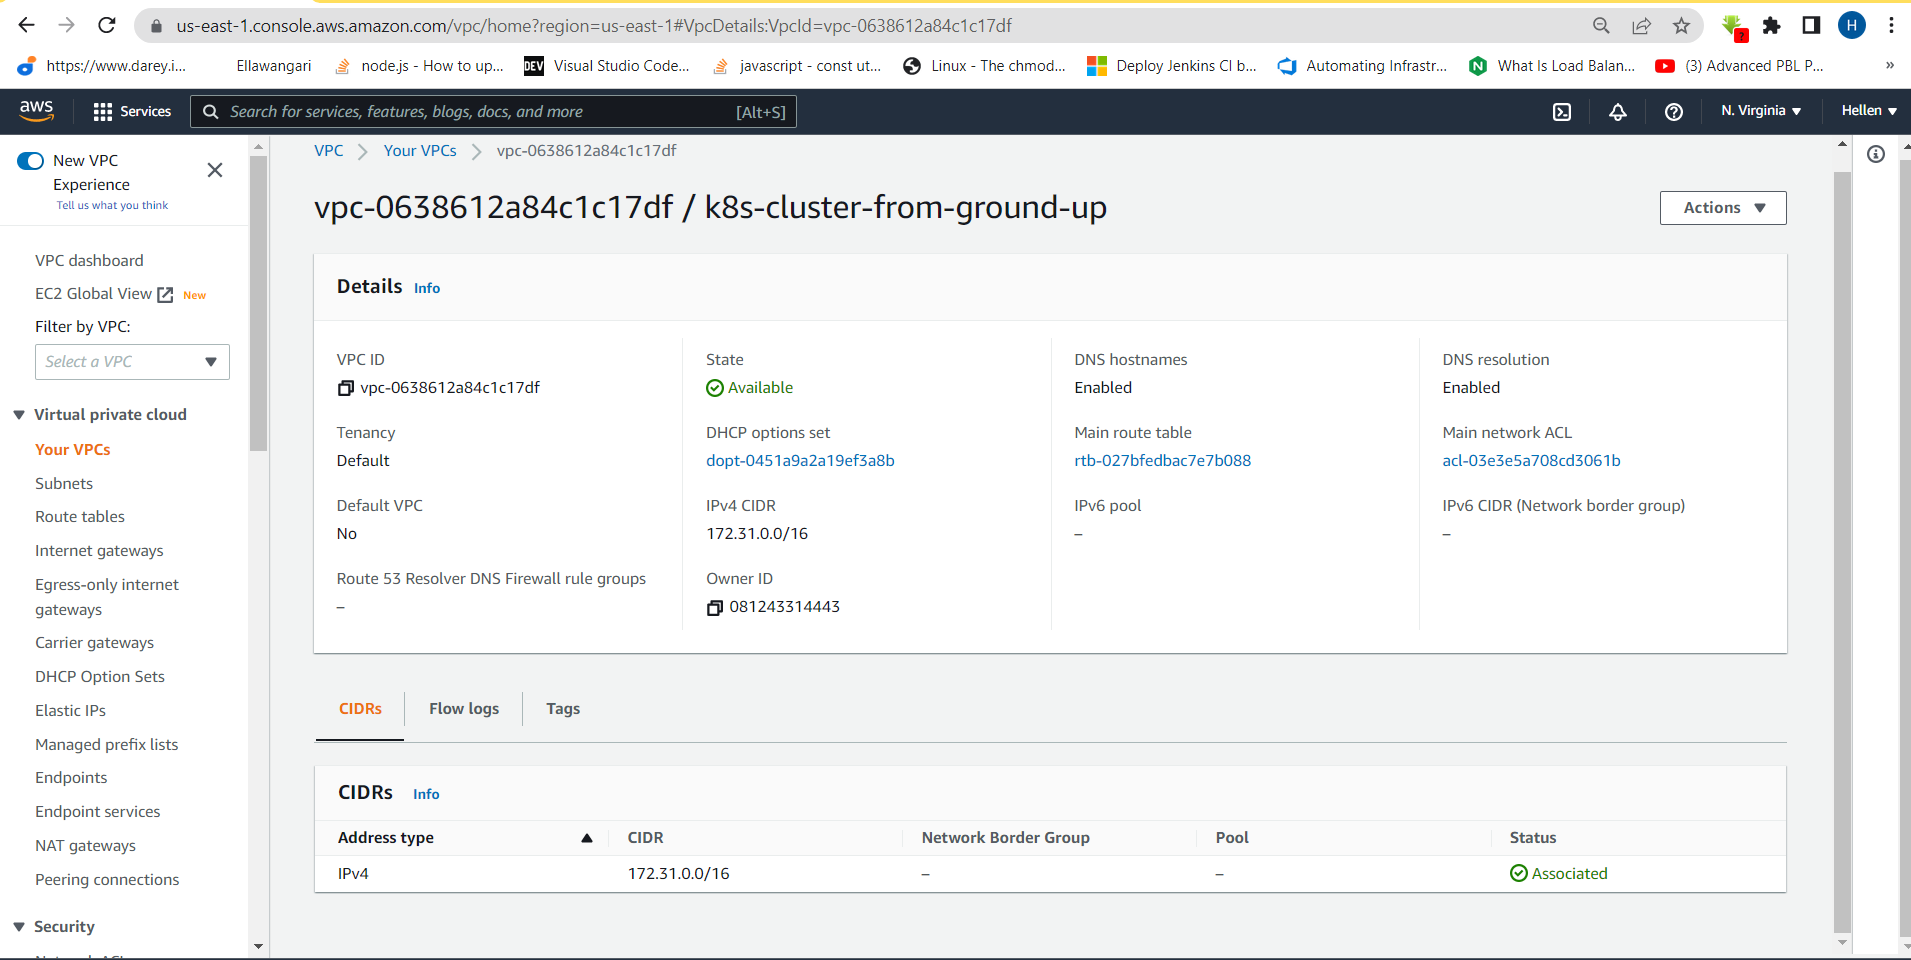 us-east-1.console.aws.amazon.com/vpc/home?region=us-east-1#VpcDetails:VpcId=vpc-0638612a84c1c17df
?
H
https://www.darey.i...
Ellawangari
node.js - How to up...
DEV
Visual Studio Code...
javascript - const ut...
Linux - The chmod...
Deploy Jenkins CI b...
Automating Infrastr...
N
What Is Load Balan...
(3) Advanced PBL P...
»
aws
Services
Search for services, features, blogs, docs, and more
[Alt+S]
N. Virginia
Hellen
New VPC
Experience
Tell us what you think
VPC dashboard
EC2 Global View
New
Filter by VPC:
Select a VPC
Virtual private cloud
Your VPCs
Subnets
Route tables
Internet gateways
Egress-only internet
gateways
Carrier gateways
DHCP Option Sets
Elastic IPs
Managed prefix lists
Endpoints
Endpoint services
NAT gateways
Peering connections
Security
VPC
Your VPCs
vpc-0638612a84c1c17df
vpc-0638612a84c1c17df / k8s-cluster-from-ground-up
Actions
Details Info
VPC ID
vpc-0638612a84c1c17df
State
Available
DNS hostnames
Enabled
DNS resolution
Enabled
Tenancy
Default
DHCP options set
dopt-0451a9a2a19ef3a8b
Main route table
rtb-027bfedbac7e7b088
Main network ACL
acl-03e3e5a708cd3061b
Default VPC
No
IPv4 CIDR
172.31.0.0/16
IPv6 pool
–
IPv6 CIDR (Network border group)
–
Route 53 Resolver DNS Firewall rule groups
–
Owner ID
081243314443
CIDRs
Flow logs
Tags
CIDRs Info
Address type CIDR Network Border Group Pool Status
IPv4 172.31.0.0/16 – – Associated